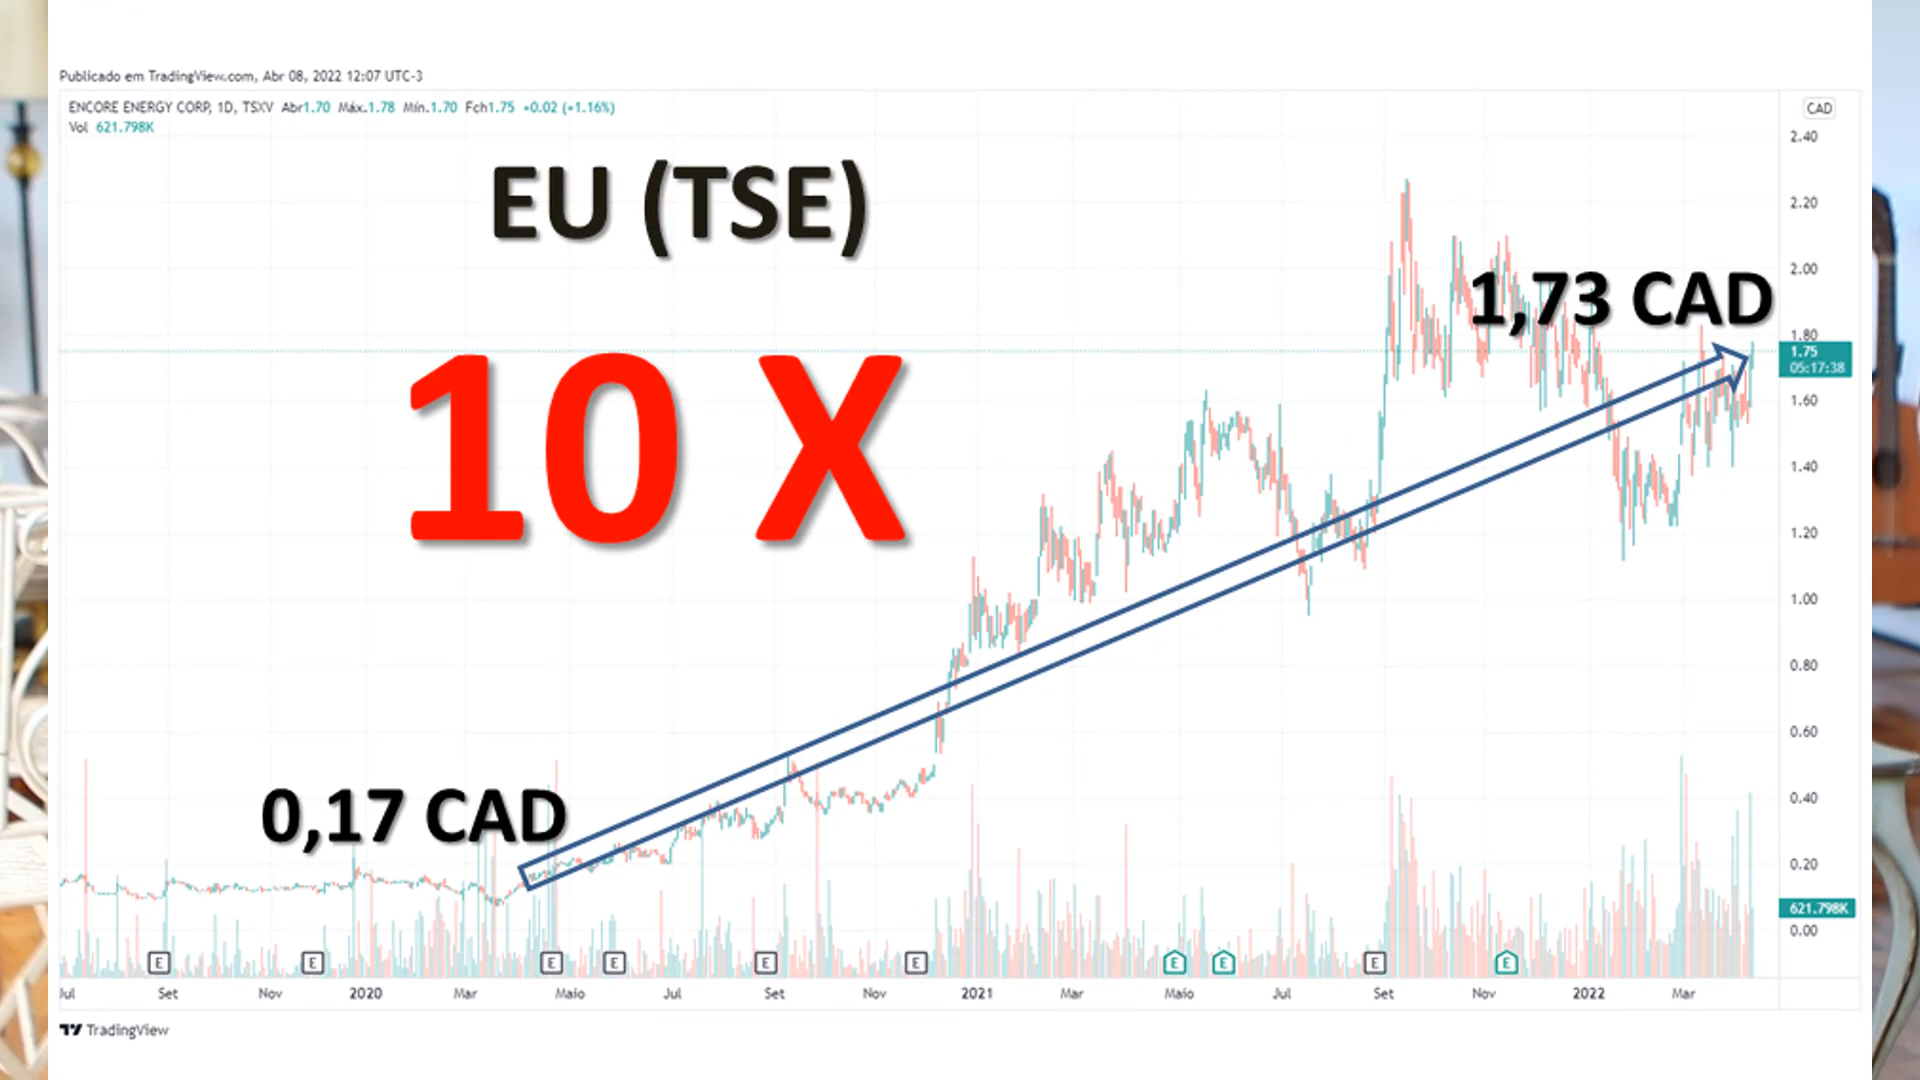 Publicado em TradingView.com, Abr 08, 2022 12:07 UTC-3
ENCORE ENERGY CORP, 1D, TSXV Abr1.70 Máx.1.78 Mín.1.70 Fch1.75 +0.02 (+1.16%)
Vol 621.798K
CAD
EU (TSE)
10 X
1,73 CAD
0,17 CAD
2.40
2.20
2.00
1.80
1.75
05:17:38
1.60
1.40
1.20
1.00
0.80
0.60
0.40
0.20
621.798K
0.00
E E E E E E E E E E
Jul Set Nov 2020 Mar Maio Jul Set Nov 2021 Mar Maio Jul Set Nov 2022 Mar
TradingView